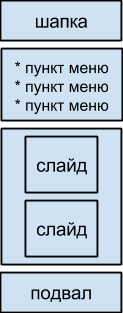 шапка
* пункт меню
* пункт меню
* пункт меню
слайд
слайд
подвал